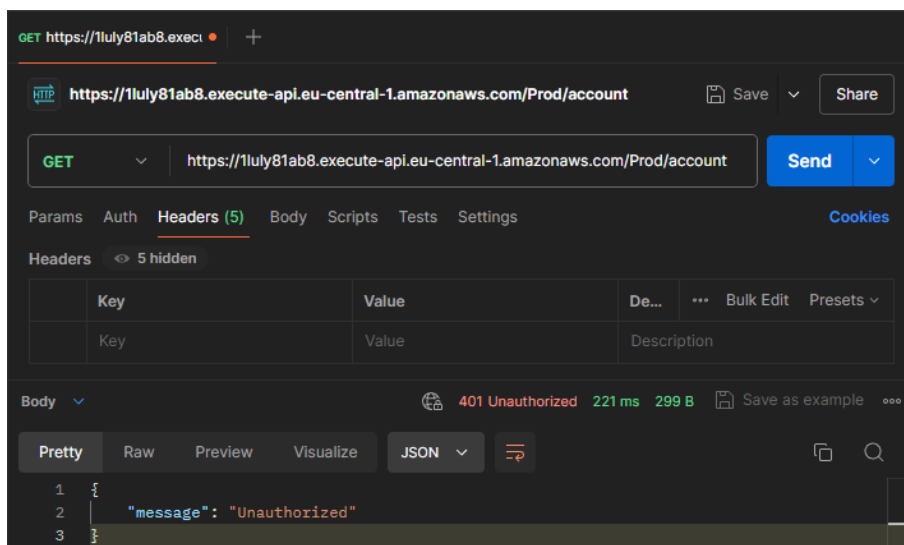 GET https://1luly81ab8.execu
HTTP https://1luly81ab8.execute-api.eu-central-1.amazonaws.com/Prod/account Save Share
GET https://1luly81ab8.execute-api.eu-central-1.amazonaws.com/Prod/account Send
Params Auth Headers (5) Body Scripts Tests Settings Cookies
Headers 5 hidden
Key Value De... Bulk Edit Presets
Key Value Description
Body 401 Unauthorized 221 ms 299 B Save as example
Pretty Raw Preview Visualize JSON
1 {
2 "message": "Unauthorized"
3 }